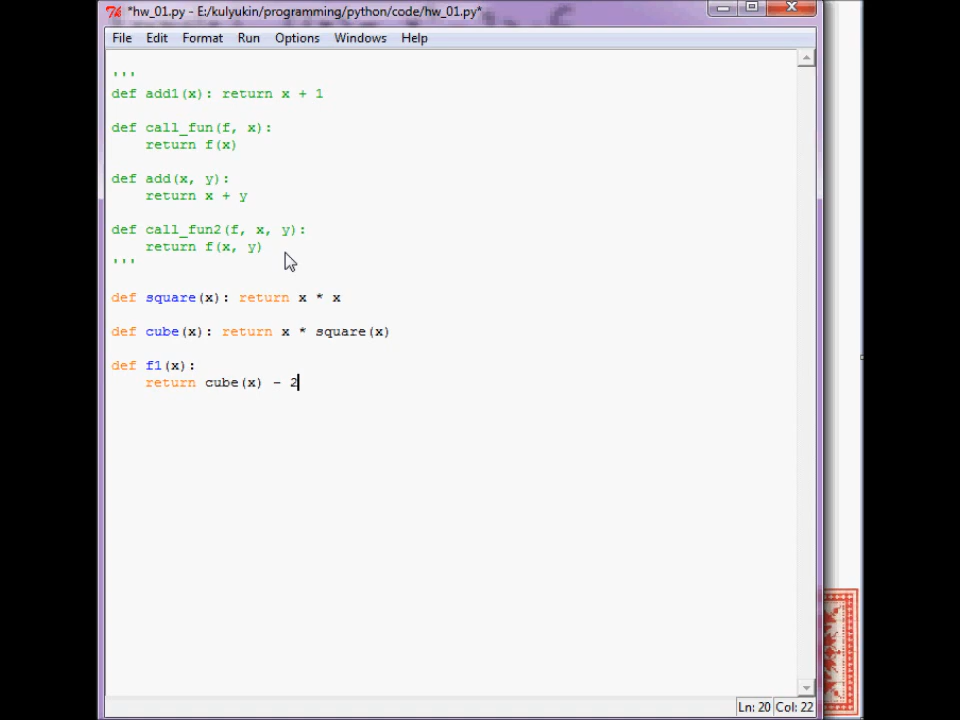 *hw_01.py - E:/kulyukin/programming/python/code/hw_01.py*
File Edit Format Run Options Windows Help
'''
def add1(x): return x + 1
def call_fun(f, x):
return f(x)
def add(x, y):
return x + y
def call_fun2(f, x, y):
return f(x, y)
'''
def square(x): return x * x
def cube(x): return x * square(x)
def f1(x):
return cube(x) - 2
Ln: 20 Col: 22